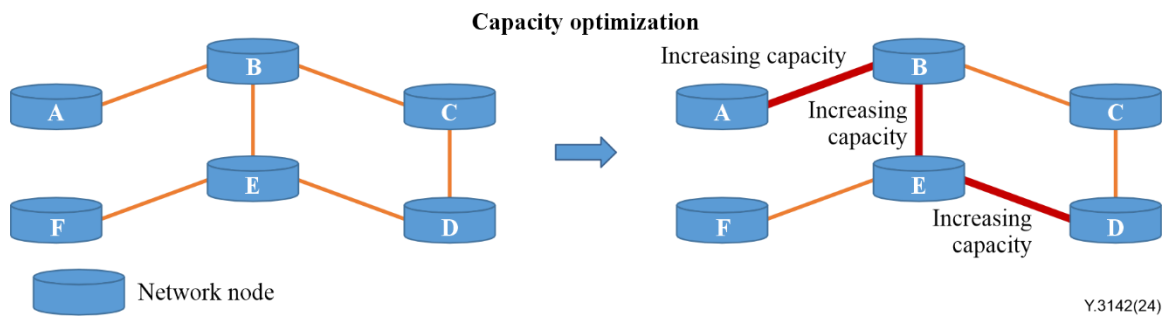 Capacity optimization
B
A
C
E
F
D
Network node
Increasing capacity
B
A
Increasing
capacity
C
E
F
Increasing
capacity
D
Y.3142(24)